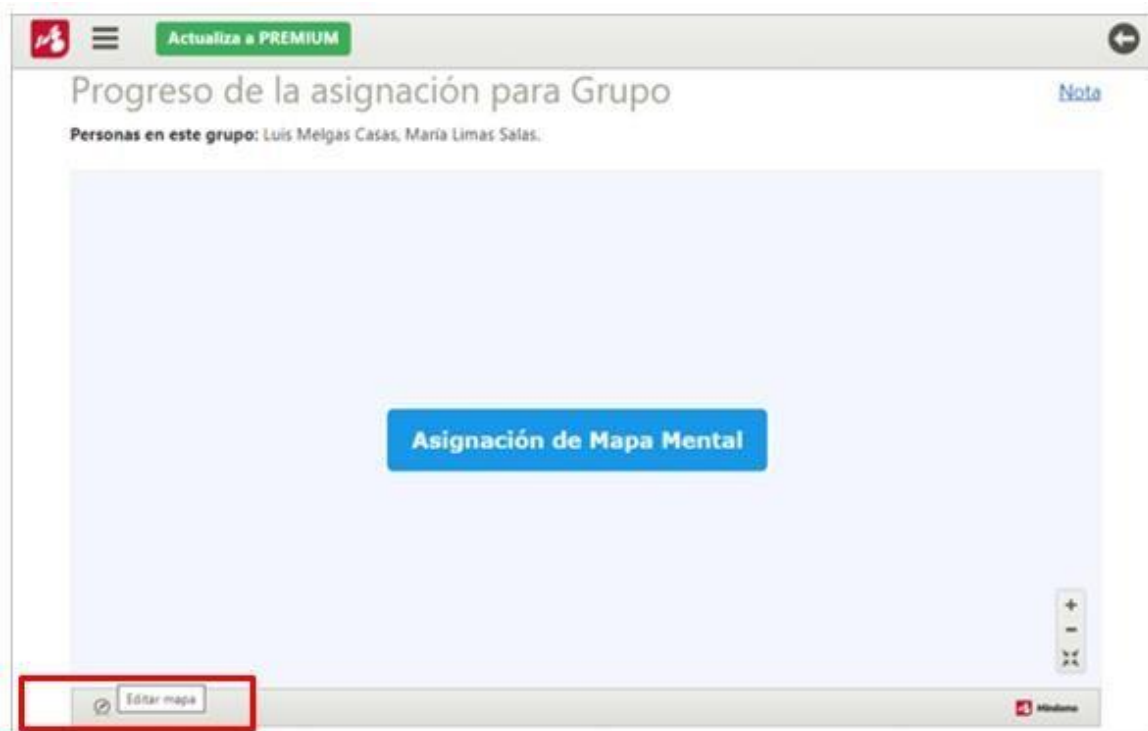 Actualiza a PREMIUM
Progreso de la asignación para Grupo
Nota
Personas en este grupo: Luis Melgas Casas, María Limas Salas.
Asignación de Mapa Mental
+
-
Editar mapa
Mindomo